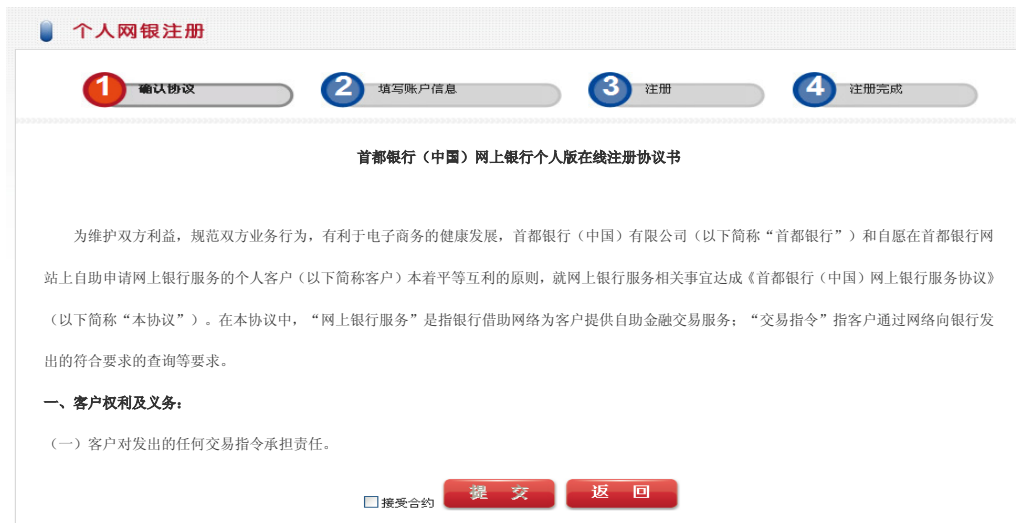 个人网银注册
1 确认协议 2 填写账户信息 3 注册 4 注册完成
首都银行（中国）网上银行个人版在线注册协议书
为维护双方利益，规范双方业务行为，有利于电子商务的健康发展，首都银行（中国）有限公司（以下简称“首都银行”）和自愿在首都银行网
站上自助申请网上银行服务的个人客户（以下简称客户）本着平等互利的原则，就网上银行服务相关事宜达成《首都银行（中国）网上银行服务协议》
（以下简称“本协议”）。在本协议中，“网上银行服务”是指银行借助网络为客户提供自助金融交易服务；“交易指令”指客户通过网络向银行发
出的符合要求的查询等要求。
一、客户权利及义务：
（一）客户对发出的任何交易指令承担责任。
接受合约 提 交 返 回